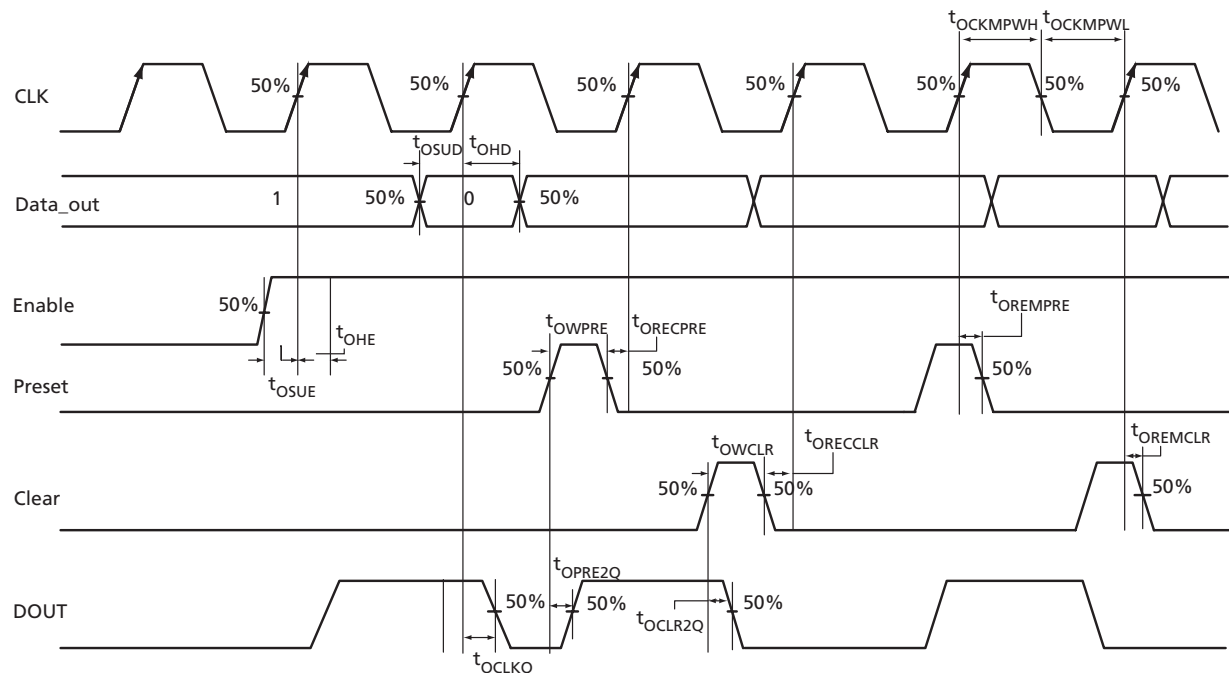 tOCKMPWH tOCKMPWL
CLK 50% 50% 50% 50% 50% 50% 50%
tOSUD tOHD
Data_out 1 50% 0 50%
Enable 50%
tOHE
tOSUE
tOWPRE tORECPRE tOREMPRE
Preset 50% 50% 50%
tOWCLR tORECCLR tOREMCLR
Clear 50% 50% 50%
tOPRE2Q
DOUT 50% 50% 50%
tOCLR2Q
tOCLKQ